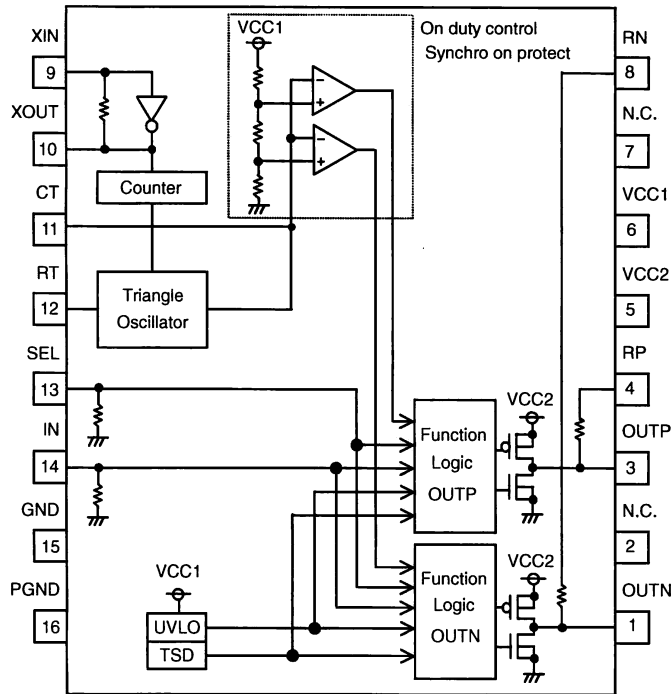 XIN
9
XOUT
10
CT
11
RT
12
SEL
13
IN
14
GND
15
PGND
16
Counter
Triangle
Oscillator
VCC1
On duty control
Synchro on protect
−
+
−
+
VCC1
UVLO
TSD
Function
Logic
OUTP
VCC2
Function
Logic
OUTN
VCC2
RN
8
N.C.
7
VCC1
6
VCC2
5
RP
4
OUTP
3
N.C.
2
OUTN
1